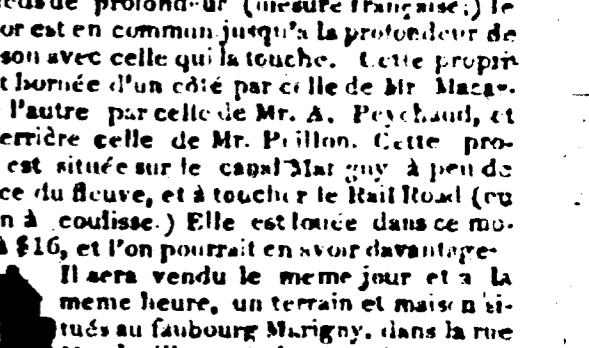 de profondeur (mesure française;) le
or est en commun jusqu'à la profondeur de
son avec celle qui la touche. Cette propri-
t bornée d'un côté par celle de Mr
l'autre par celle de Mr. A. Peychaud, et
errière celle de Mr. Peillon. Cette pro-
est située sur le canal Marigny à peu de
ce du fleuve, et à toucher le Rail Road (ou
n à coulisse.) Elle est louée dans ce mo-
à $16, et l'on pourrait en avoir davantage-
Il sera vendu le meme jour et a la
meme heure, un terrain et maison si-
tués au faubourg Marigny, dans la rue